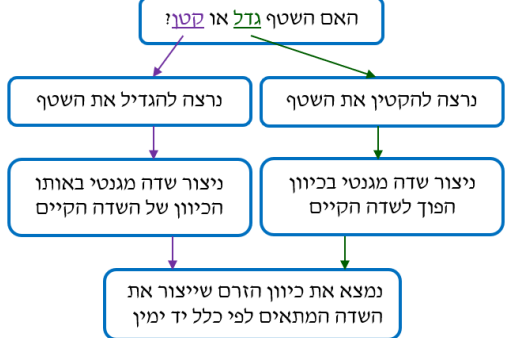 האם השטף גדל או קטן?
נרצה להקטין את השטף
נרצה להגדיל את השטף
ניצור שדה מגנטי בכיוון
הפוך לשדה הקיים
ניצור שדה מגנטי באותו
הכיוון של השדה הקיים
נמצא את כיוון הזרם שייצור את
השדה המתאים לפי כלל יד ימין